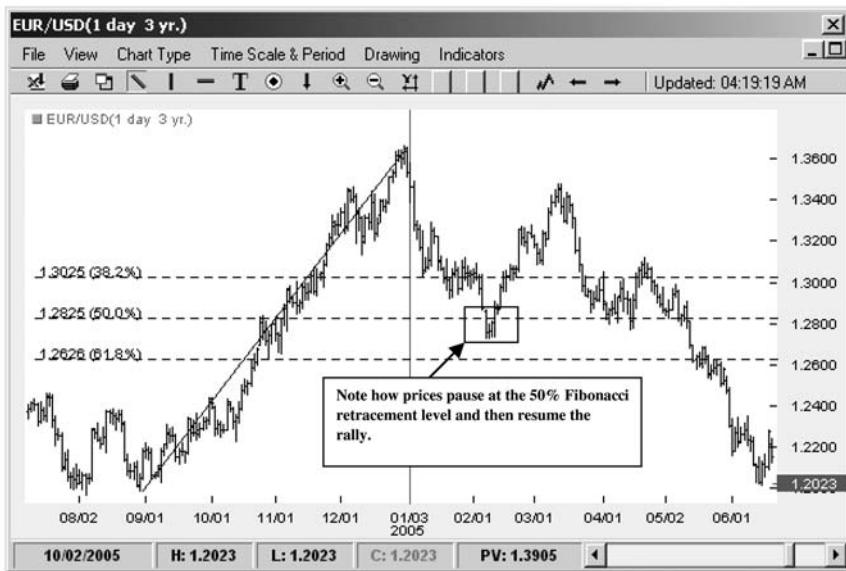 EUR/USD(1 day 3 yr.)
File View Chart Type Time Scale & Period Drawing Indicators
T Updated: 04:19:19 AM
EUR/USD(1 day 3 yr.)
1.3600
1.3400
1.3200
1.3025 (38.2%)
1.3000
1.2825 (50.0%)
1.2800
1.2626 (61.8%)
1.2600
Note how prices pause at the 50% Fibonacci
retracement level and then resume the
rally.
1.2400
1.2200
1.2023
08/02 09/01 10/01 11/01 12/01 01/03 02/01 03/01 04/01 05/02 06/01
2005
10/02/2005 H: 1.2023 L: 1.2023 C: 1.2023 PV: 1.3905